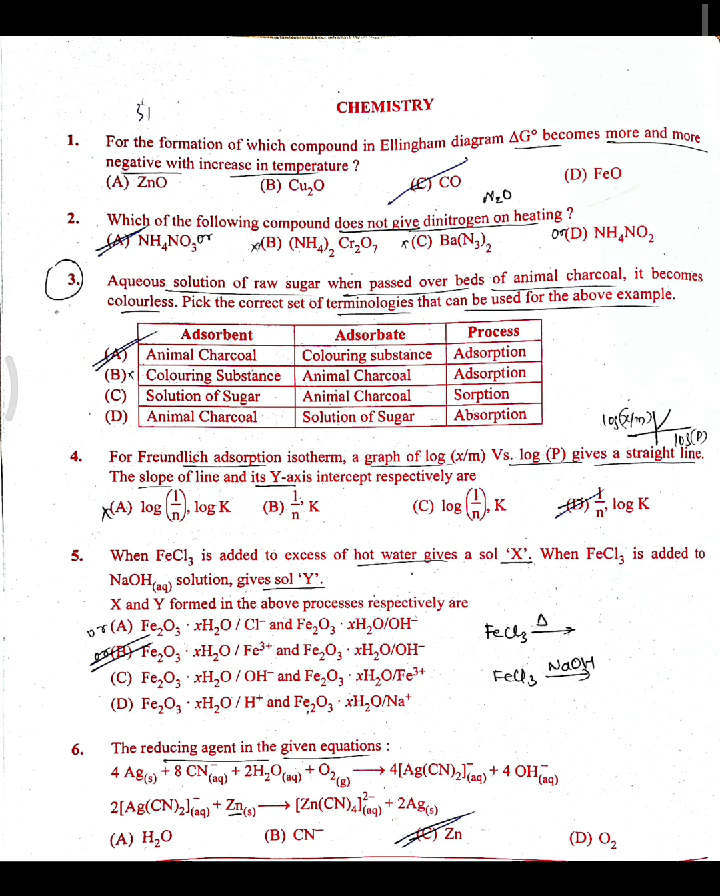 51
CHEMISTRY
1. For the formation of which compound in Ellingham diagram ΔG° becomes more and more
negative with increase in temperature ?
(A) ZnO (B) Cu₂O (C) CO (D) FeO
N₂O
2. Which of the following compound does not give dinitrogen on heating ?
(A) NH₄NO₃ or x(B) (NH₄)₂ Cr₂O₇ x(C) Ba(N₃)₂ or(D) NH₄NO₂
3. Aqueous solution of raw sugar when passed over beds of animal charcoal, it becomes
colourless. Pick the correct set of terminologies that can be used for the above example.
Adsorbent Adsorbate Process
(A) Animal Charcoal Colouring substance Adsorption
(B)x Colouring Substance Animal Charcoal Adsorption
(C) Solution of Sugar Animal Charcoal Sorption
(D) Animal Charcoal Solution of Sugar Absorption
log(x/m)
log(P)
4. For Freundlich adsorption isotherm, a graph of log (x/m) Vs. log (P) gives a straight line.
The slope of line and its Y-axis intercept respectively are
x(A) log (1/n), log K (B) 1/n, K (C) log (1/n), K (D) 1/n, log K
5. When FeCl₃ is added to excess of hot water gives a sol ‘X’. When FeCl₃ is added to
NaOH(aq) solution, gives sol ‘Y’.
X and Y formed in the above processes respectively are
or (A) Fe₂O₃ · xH₂O / Cl⁻ and Fe₂O₃ · xH₂O/OH⁻
FeCl₃ Δ→
or(B) Fe₂O₃ · xH₂O / Fe³⁺ and Fe₂O₃ · xH₂O/OH⁻
(C) Fe₂O₃ · xH₂O / OH⁻ and Fe₂O₃ · xH₂O/Fe³⁺
FeCl₃ NaOH→
(D) Fe₂O₃ · xH₂O / H⁺ and Fe₂O₃ · xH₂O/Na⁺
6. The reducing agent in the given equations :
4 Ag(s) + 8 CN⁻(aq) + 2H₂O(aq) + O₂(g) ⟶ 4[Ag(CN)₂]⁻(aq) + 4 OH⁻(aq)
2[Ag(CN)₂]⁻(aq) + Zn(s) ⟶ [Zn(CN)₄]²⁻(aq) + 2Ag(s)
(A) H₂O (B) CN⁻ (C) Zn (D) O₂